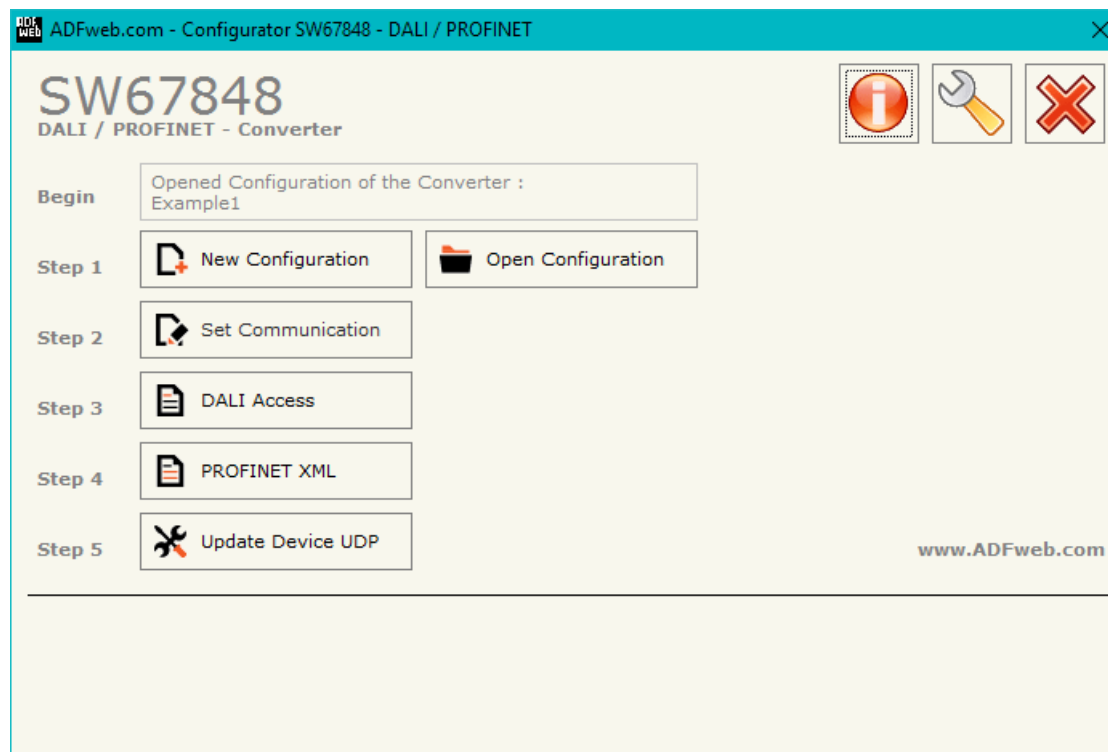 ADF
WEB
ADFweb.com - Configurator SW67848 - DALI / PROFINET
SW67848
DALI / PROFINET - Converter
Begin
Opened Configuration of the Converter :
Example1
Step 1
New Configuration
Open Configuration
Step 2
Set Communication
Step 3
DALI Access
Step 4
PROFINET XML
Step 5
Update Device UDP
www.ADFweb.com